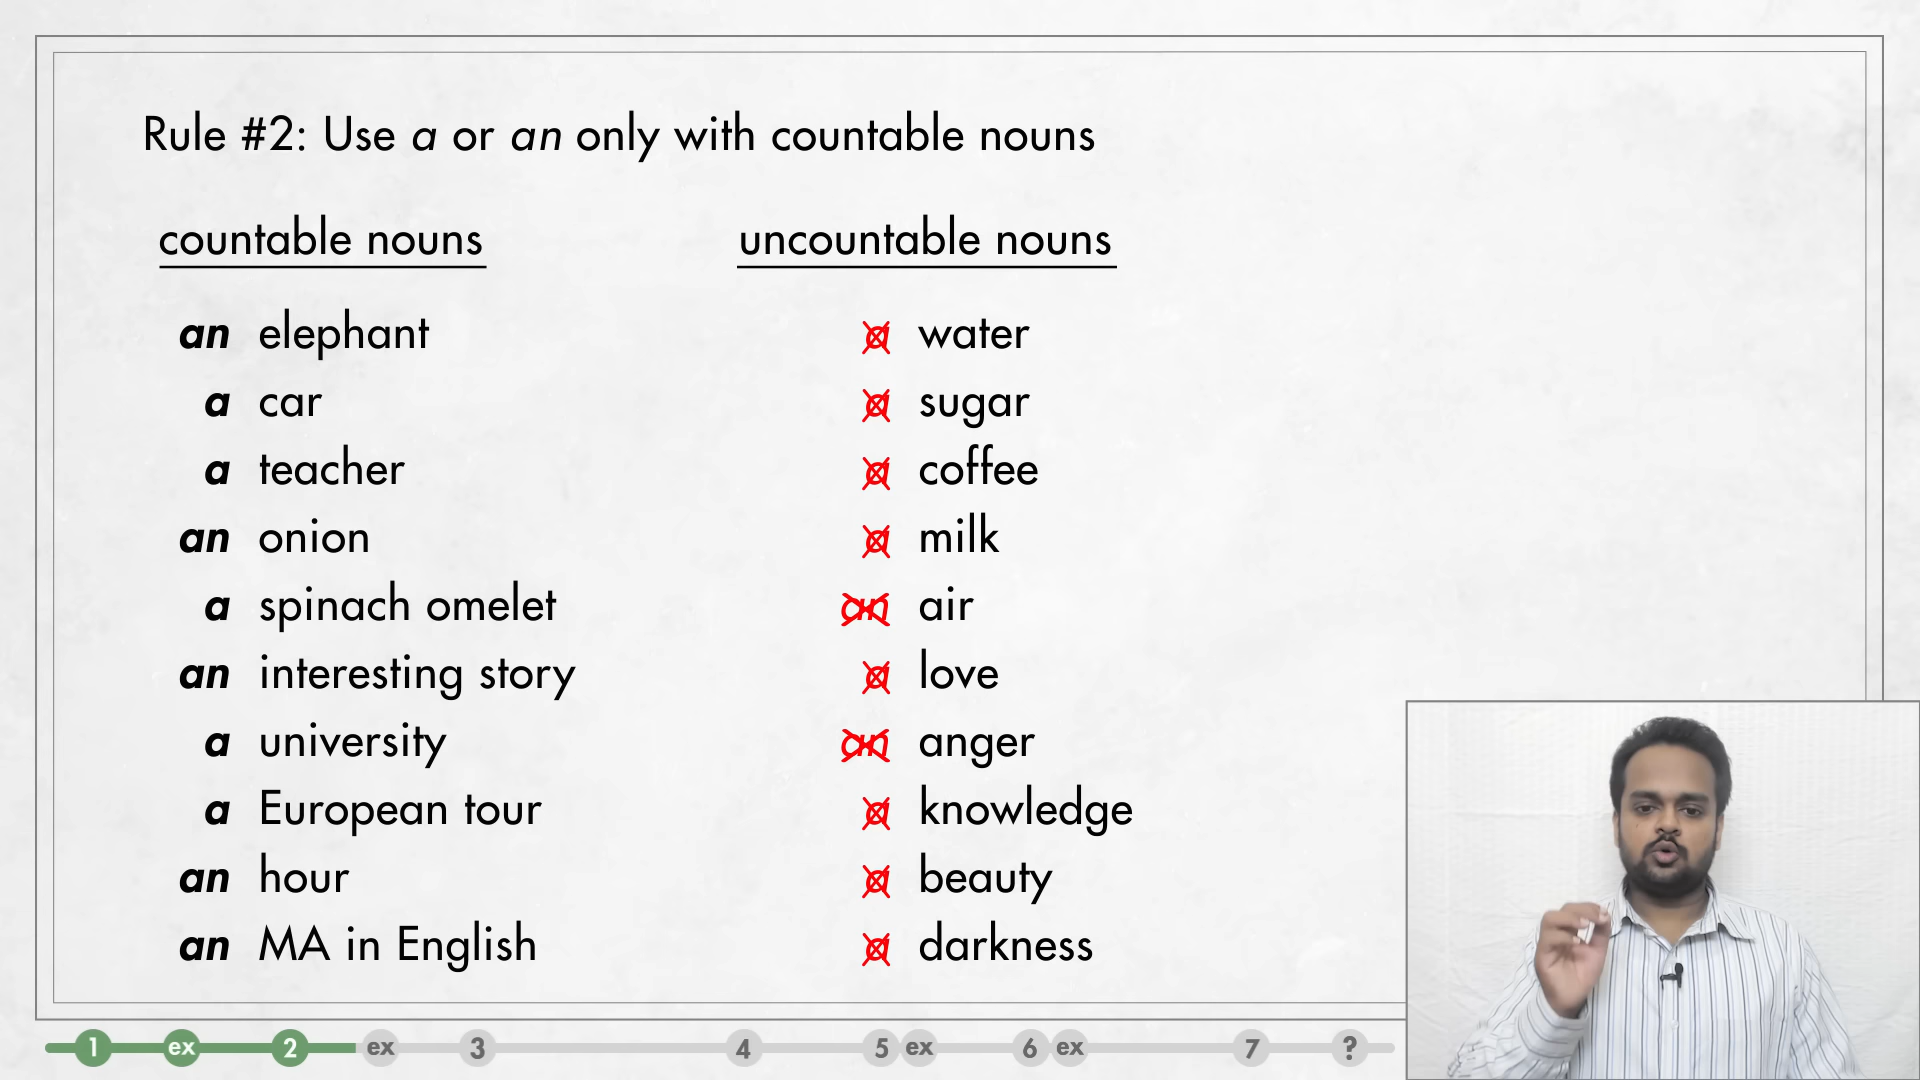 Rule #2: Use a or an only with countable nouns
countable nouns
an elephant
a car
a teacher
an onion
a spinach omelet
an interesting story
a university
a European tour
an hour
an MA in English
uncountable nouns
a water
a sugar
a coffee
a milk
an air
a love
an anger
a knowledge
a beauty
a darkness
1 ex 2 ex 3 4 5 ex 6 ex 7 ?